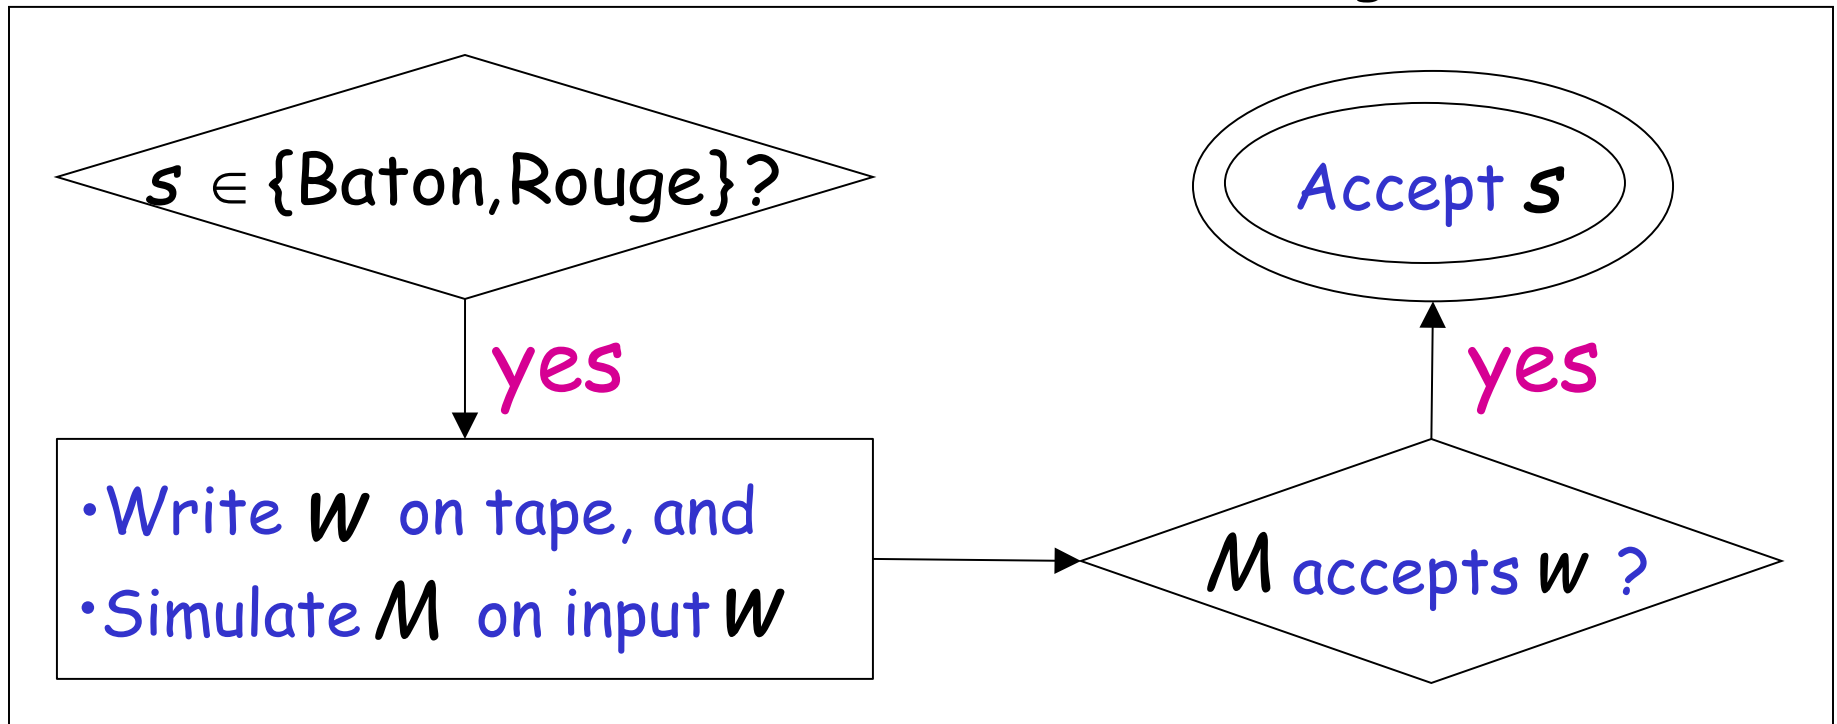 s ∈ {Baton,Rouge}?
yes
•Write w on tape, and
•Simulate M on input w
M accepts w ?
yes
Accept s